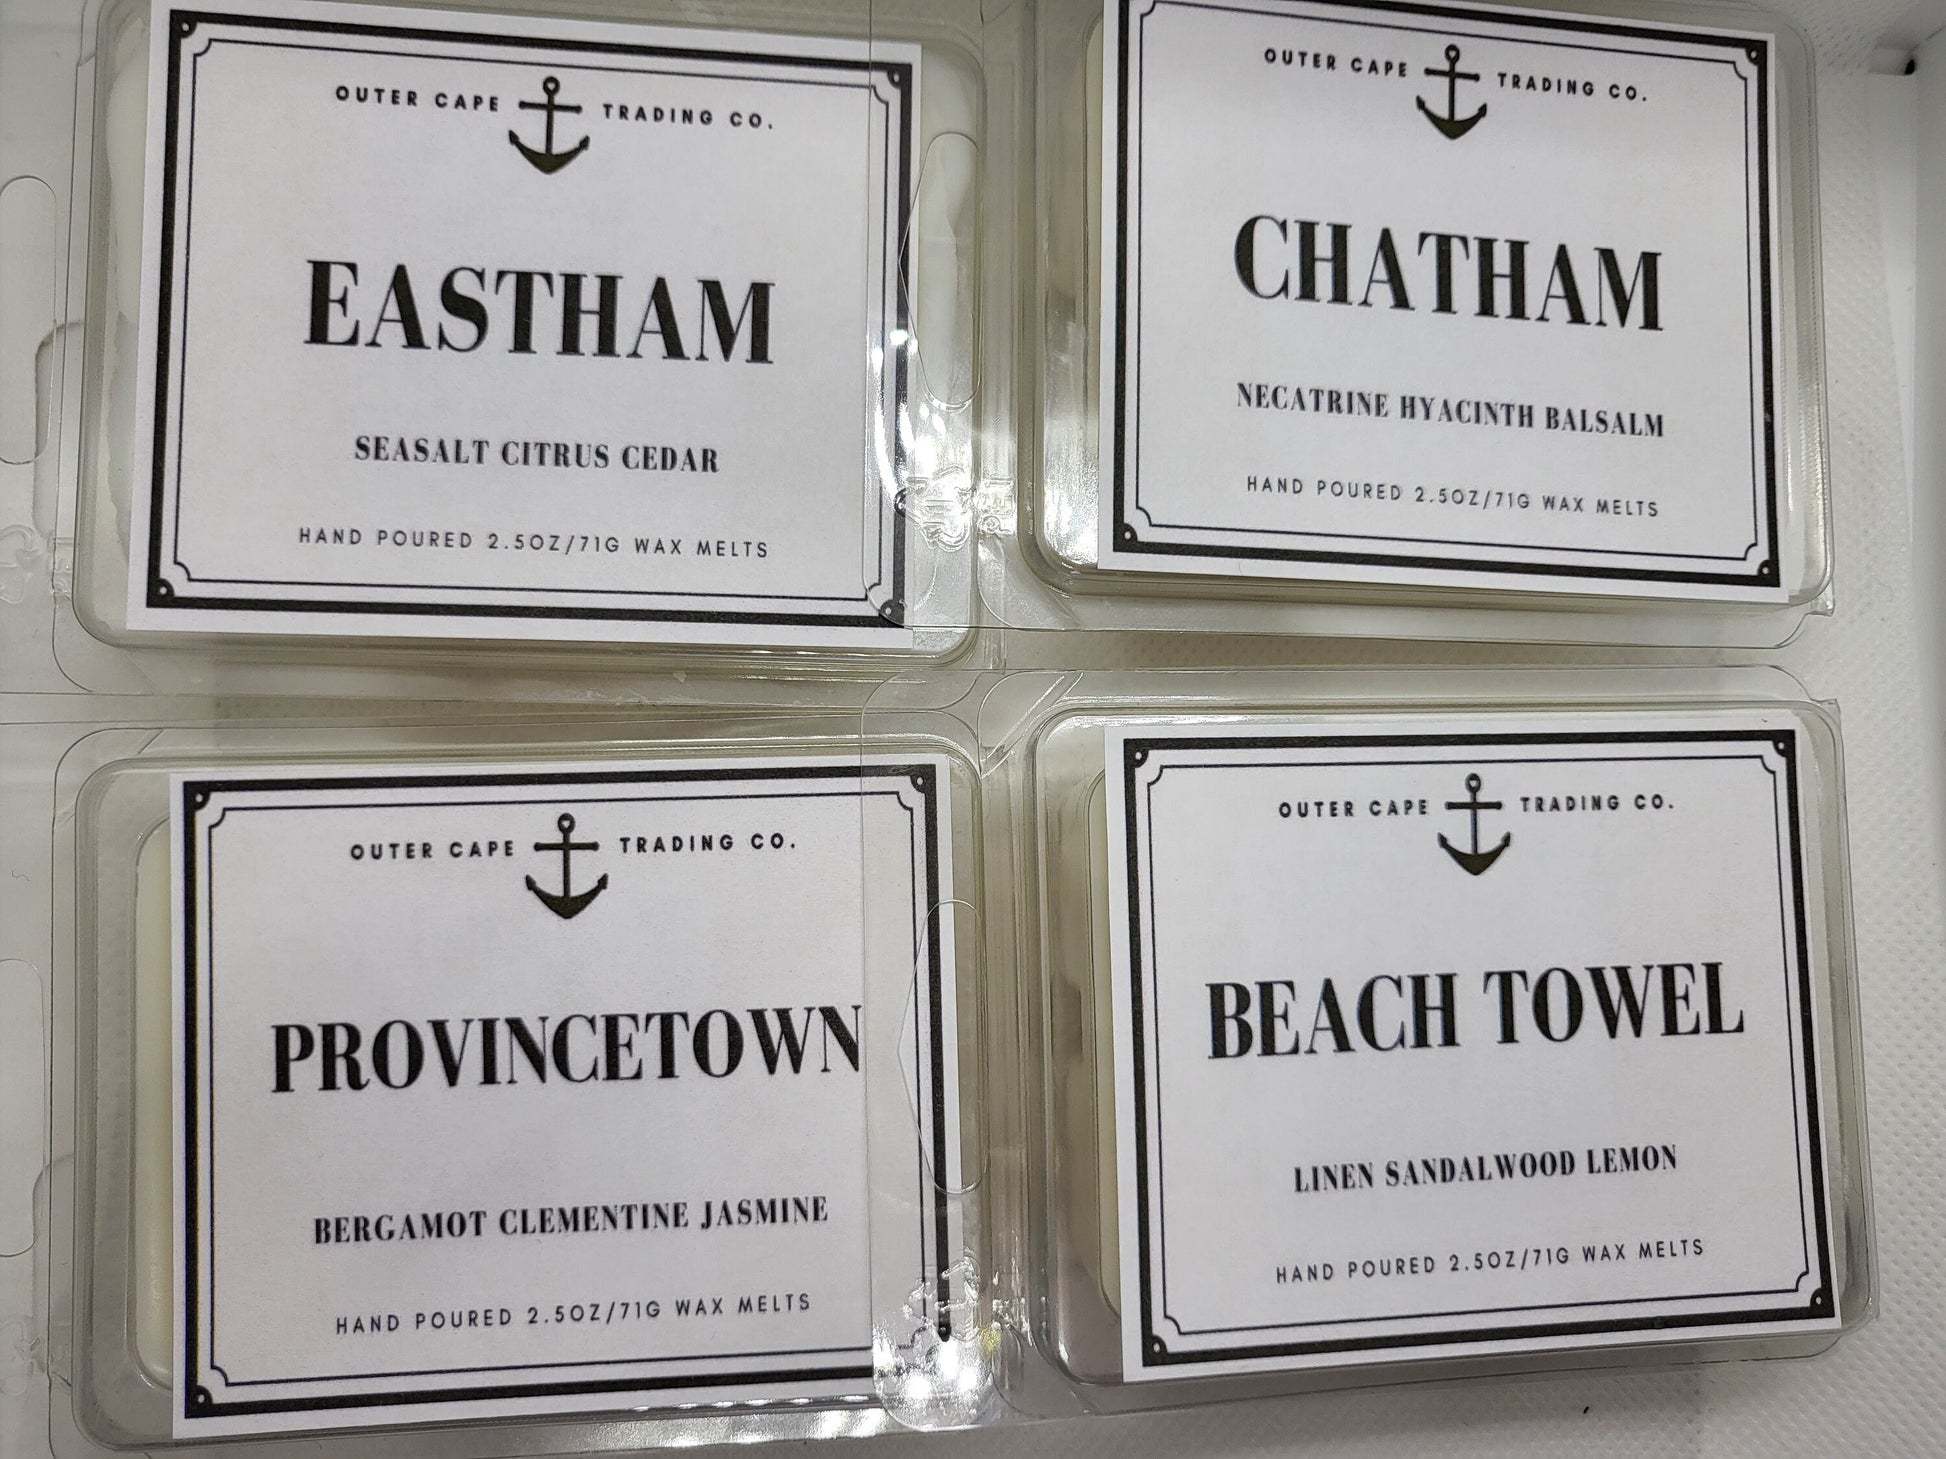 OUTER CAPE TRADING CO.
EASTHAM
SEASALT CITRUS CEDAR
HAND POURED 2.5OZ/71G WAX MELTS
OUTER CAPE TRADING CO.
CHATHAM
NECATRINE HYACINTH BALSALM
HAND POURED 2.5OZ/71G WAX MELTS
OUTER CAPE TRADING CO.
PROVINCETOWN
BERGAMOT CLEMENTINE JASMINE
HAND POURED 2.5OZ/71G WAX MELTS
OUTER CAPE TRADING CO.
BEACH TOWEL
LINEN SANDALWOOD LEMON
HAND POURED 2.5OZ/71G WAX MELTS